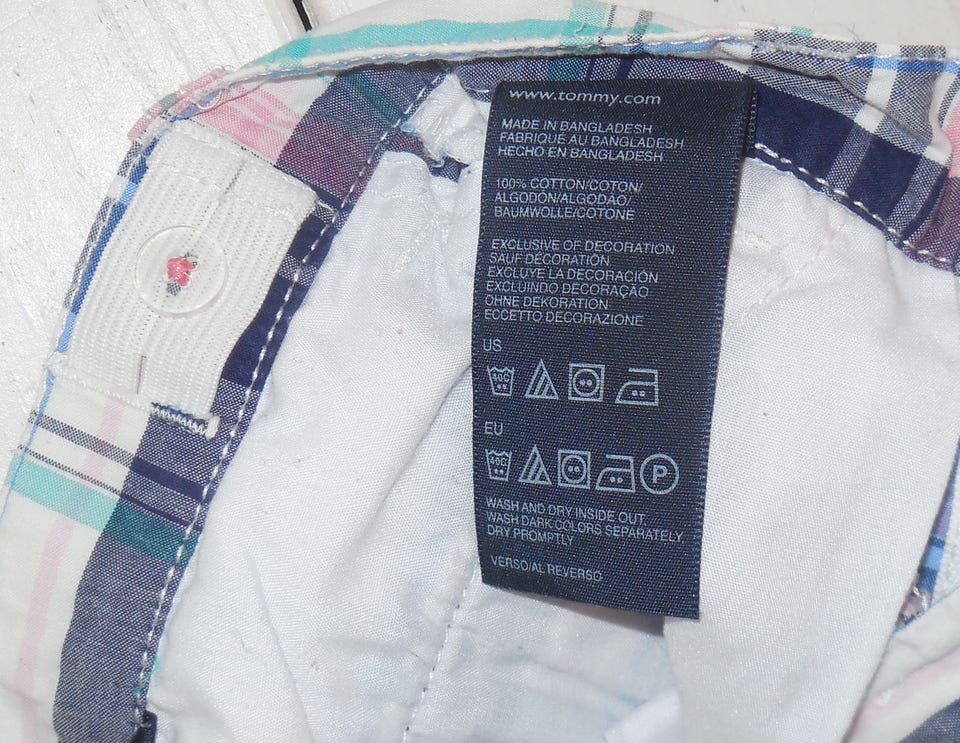 www.tommy.com
MADE IN BANGLADESH
FABRIQUÉ AU BANGLADESH
HECHO EN BANGLADESH
100% COTTON/COTON/
ALGODÓN/ALGODÃO/
BAUMWOLLE/COTONE
EXCLUSIVE OF DECORATION
SAUF DÉCORATION
EXCLUYE LA DECORACIÓN
EXCLUINDO DECORAÇÃO
OHNE DEKORATION
ECCETTO DECORAZIONE
US
40C
EU
40C
P
WASH AND DRY INSIDE OUT
WASH DARK COLORS SEPARATELY
DRY PROMPTLY
VERSO/AL REVERSO